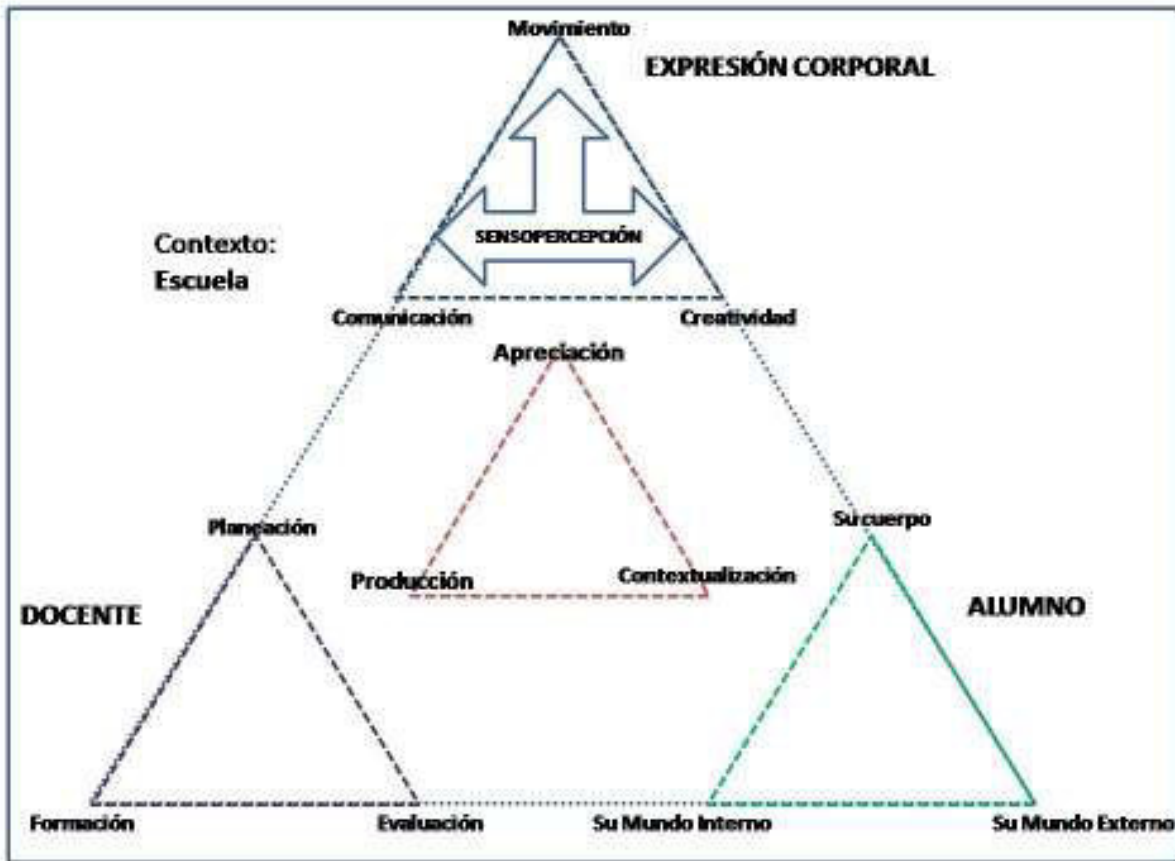 Movimiento
EXPRESIÓN CORPORAL
SENSOPERCEPCIÓN
Contexto:
Escuela
Comunicación
Creatividad
Apreciación
Planeación
Su cuerpo
Producción
Contextualización
DOCENTE
ALUMNO
Formación
Evaluación
Su Mundo Interno
Su Mundo Externo